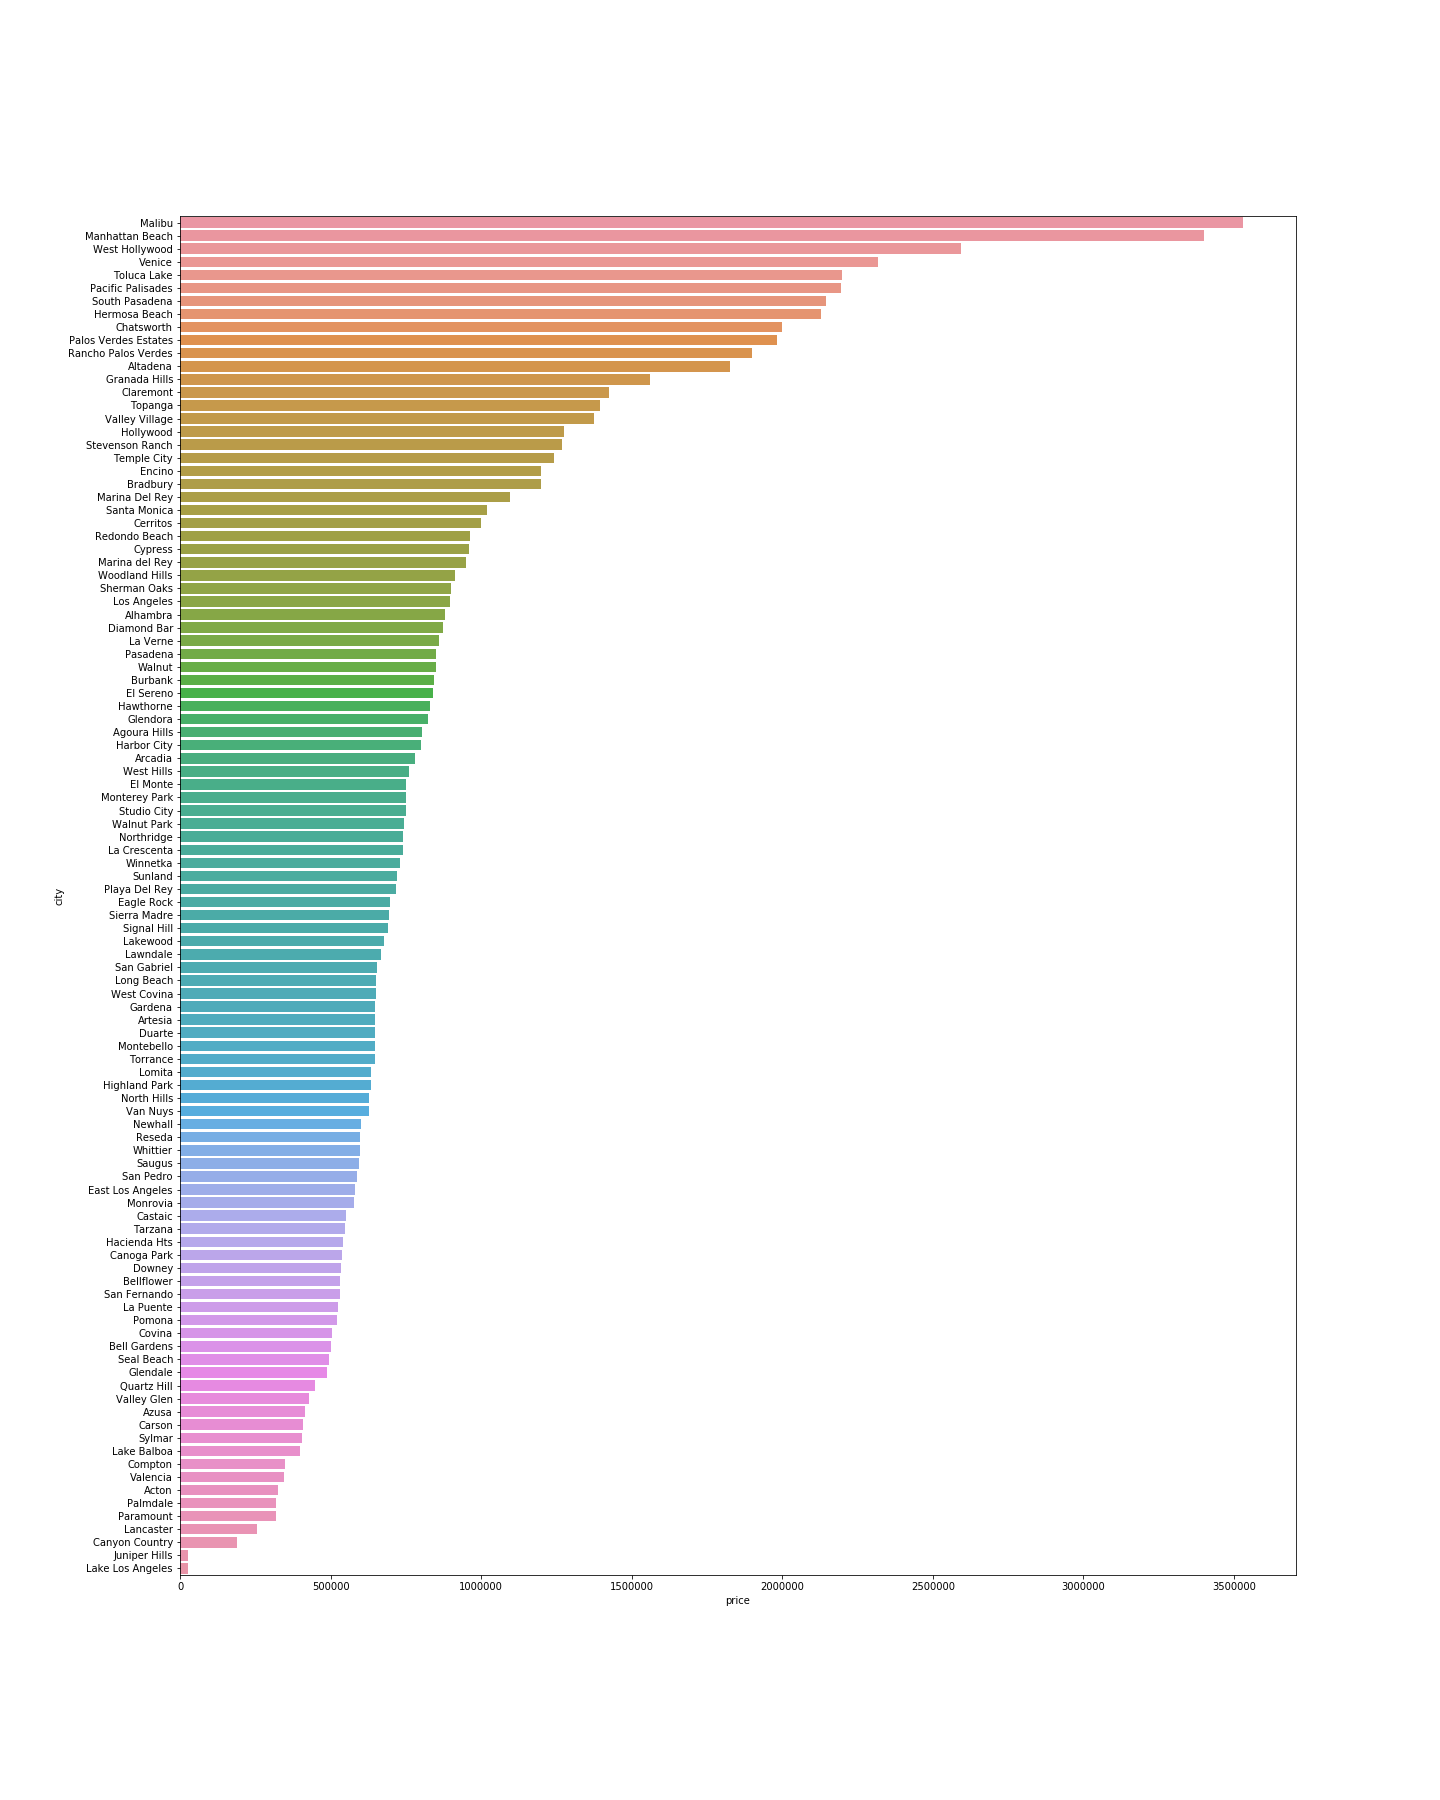 Malibu
Manhattan Beach
West Hollywood
Venice
Toluca Lake
Pacific Palisades
South Pasadena
Hermosa Beach
Chatsworth
Palos Verdes Estates
Rancho Palos Verdes
Altadena
Granada Hills
Claremont
Topanga
Valley Village
Hollywood
Stevenson Ranch
Temple City
Encino
Bradbury
Marina Del Rey
Santa Monica
Cerritos
Redondo Beach
Cypress
Marina del Rey
Woodland Hills
Sherman Oaks
Los Angeles
Alhambra
Diamond Bar
La Verne
Pasadena
Walnut
Burbank
El Sereno
Hawthorne
Glendora
Agoura Hills
Harbor City
Arcadia
West Hills
El Monte
Monterey Park
Studio City
Walnut Park
Northridge
La Crescenta
Winnetka
Sunland
Playa Del Rey
Eagle Rock
Sierra Madre
Signal Hill
Lakewood
Lawndale
San Gabriel
Long Beach
West Covina
Gardena
Artesia
Duarte
Montebello
Torrance
Lomita
Highland Park
North Hills
Van Nuys
Newhall
Reseda
Whittier
Saugus
San Pedro
East Los Angeles
Monrovia
Castaic
Tarzana
Hacienda Hts
Canoga Park
Downey
Bellflower
San Fernando
La Puente
Pomona
Covina
Bell Gardens
Seal Beach
Glendale
Quartz Hill
Valley Glen
Azusa
Carson
Sylmar
Lake Balboa
Compton
Valencia
Acton
Palmdale
Paramount
Lancaster
Canyon Country
Juniper Hills
Lake Los Angeles
city
0 500000 1000000 1500000 2000000 2500000 3000000 3500000
price